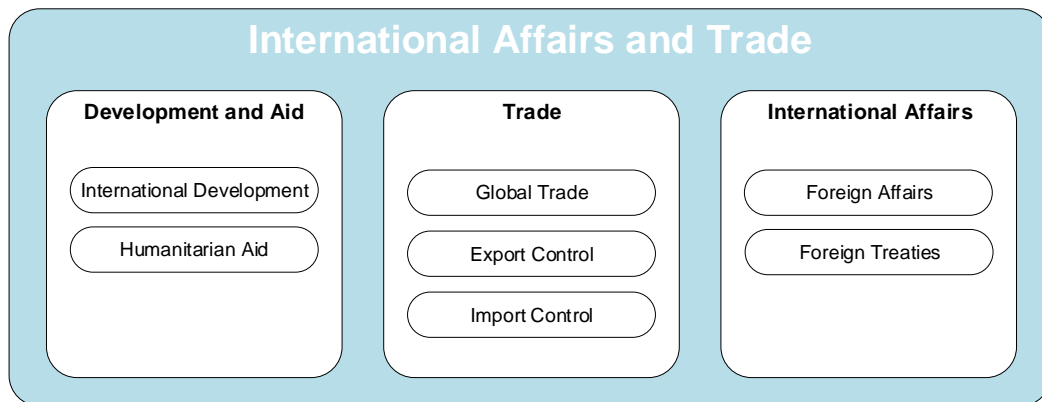 International Affairs and Trade
Development and Aid
International Development
Humanitarian Aid
Trade
Global Trade
Export Control
Import Control
International Affairs
Foreign Affairs
Foreign Treaties